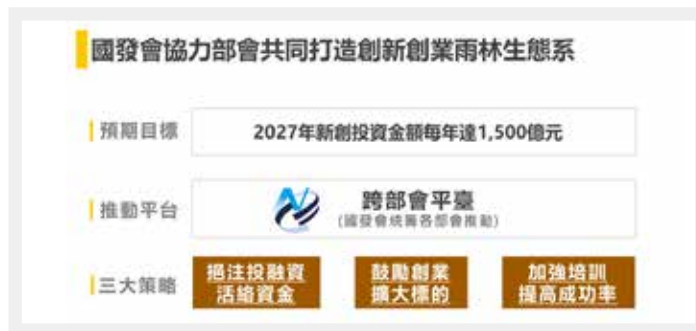 國發會協力部會共同打造創新創業雨林生態系
預期目標
2027年新創投資金額每年達1,500億元
推動平台
跨部會平臺
(國發會統籌各部會推動)
三大策略
挹注投融資
活絡資金
鼓勵創業
擴大標的
加強培訓
提高成功率